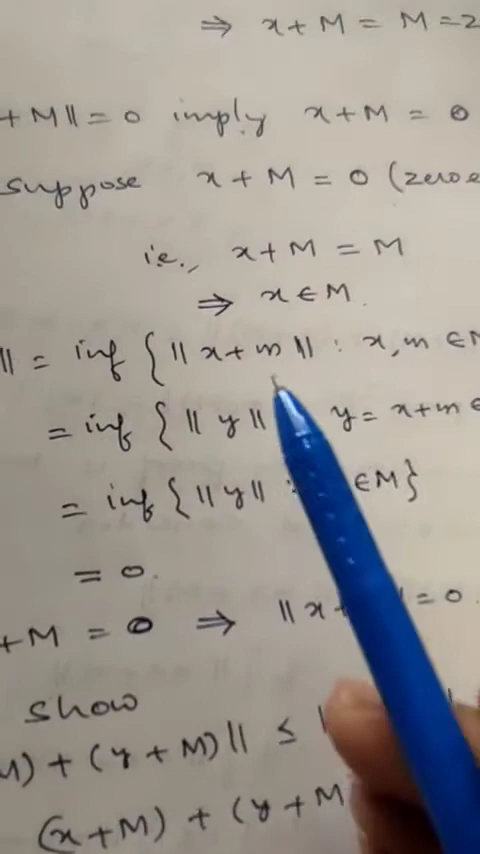 ⇒ x + M = M = z
+ M|| = 0 imply x + M = 0
suppose x + M = 0 (zero e
i.e., x + M = M
⇒ x ∈ M.
|| = inf { || x + m || : x, m ∈ M
= inf { || y || y = x + m ∈
= inf { || y || : ∈ M }
= 0.
+ M = 0 ⇒ || x + || = 0.
show
M) + (y + M) || ≤ |
(x + M) + (y + M